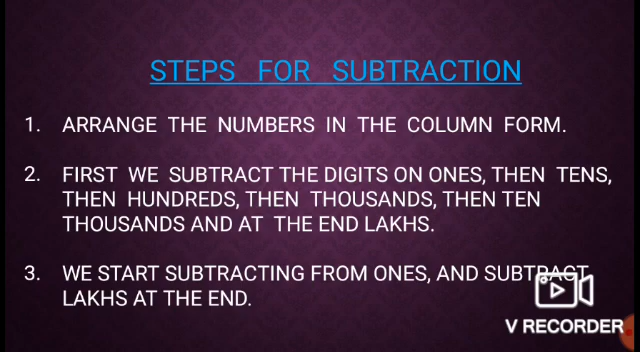 STEPS FOR SUBTRACTION
1. ARRANGE THE NUMBERS IN THE COLUMN FORM.
2. FIRST WE SUBTRACT THE DIGITS ON ONES, THEN TENS,
THEN HUNDREDS, THEN THOUSANDS, THEN TEN
THOUSANDS AND AT THE END LAKHS.
3. WE START SUBTRACTING FROM ONES, AND SUBTRACT
LAKHS AT THE END.
V RECORDER